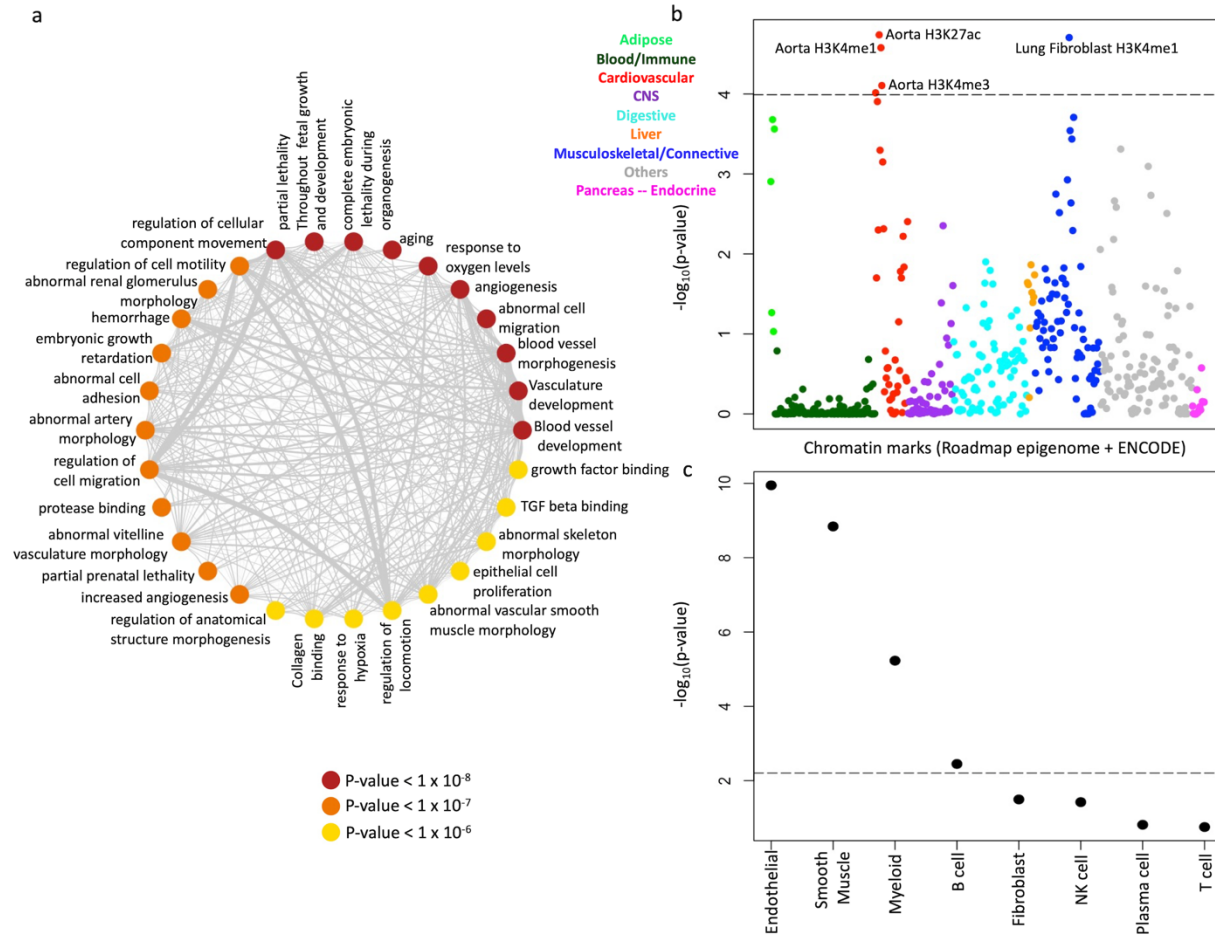 a
partial lethality
Throughout fetal growth
and development
complete embryonic
lethality during
organogenesis
aging
response to
oxygen levels
angiogenesis
abnormal cell
migration
blood vessel
morphogenesis
Vasculature
development
Blood vessel
development
growth factor binding
TGF beta binding
abnormal skeleton
morphology
epithelial cell
proliferation
abnormal vascular smooth
muscle morphology
regulation of
locomotion
response to
hypoxia
Collagen
binding
regulation of anatomical
structure morphogenesis
increased angiogenesis
partial prenatal lethality
abnormal vitelline
vasculature morphology
protease binding
regulation of
cell migration
abnormal artery
morphology
abnormal cell
adhesion
embryonic growth
retardation
hemorrhage
abnormal renal glomerulus
morphology
regulation of cell motility
regulation of cellular
component movement
P-value < 1 x 10⁻⁸
P-value < 1 x 10⁻⁷
P-value < 1 x 10⁻⁶
b
Adipose
Blood/Immune
Cardiovascular
CNS
Digestive
Liver
Musculoskeletal/Connective
Others
Pancreas -- Endocrine
Aorta H3K27ac
Aorta H3K4me1
Lung Fibroblast H3K4me1
Aorta H3K4me3
-log₁₀(p-value)
4
3
2
1
0
Chromatin marks (Roadmap epigenome + ENCODE)
c
-log₁₀(p-value)
10
8
6
4
2
Endothelial
Smooth
Muscle
Myeloid
B cell
Fibroblast
NK cell
Plasma cell
T cell